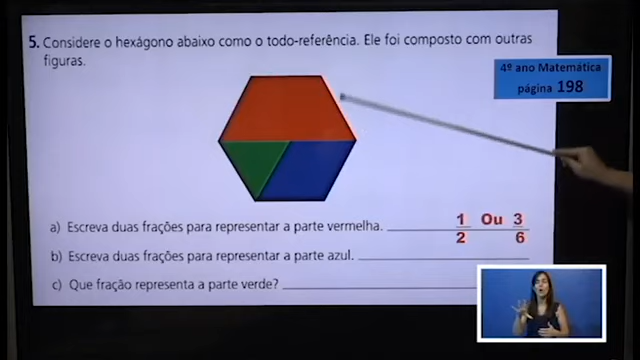 5. Considere o hexágono abaixo como o todo-referência. Ele foi composto com outras
figuras.
4º ano Matemática
página 198
a) Escreva duas frações para representar a parte vermelha. 1/2 Ou 3/6
b) Escreva duas frações para representar a parte azul.
c) Que fração representa a parte verde?